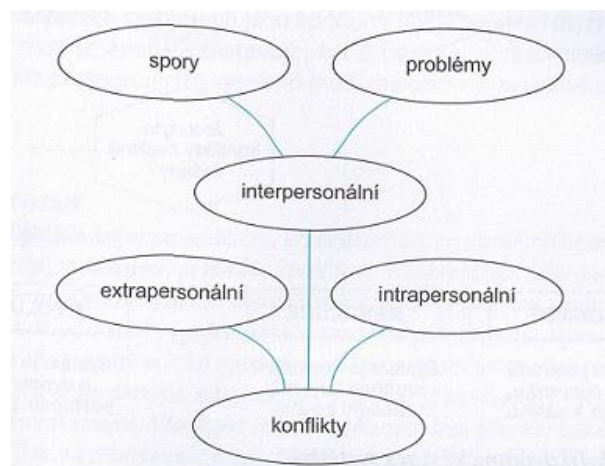 spory
problémy
interpersonální
extrapersonální
intrapersonální
konflikty